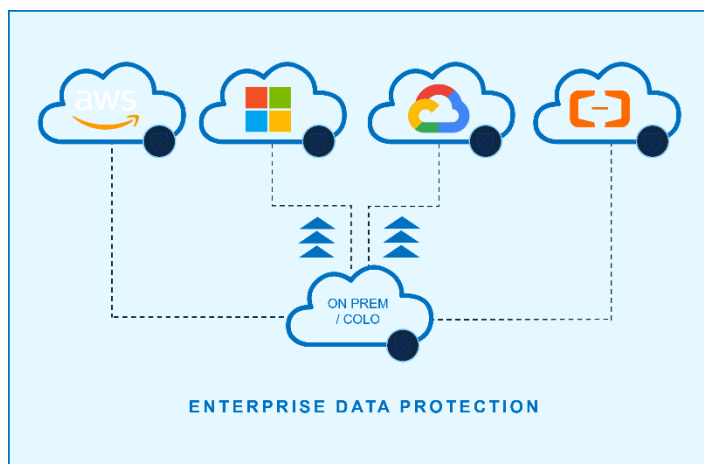 aws
ON PREM
/ COLO
ENTERPRISE DATA PROTECTION